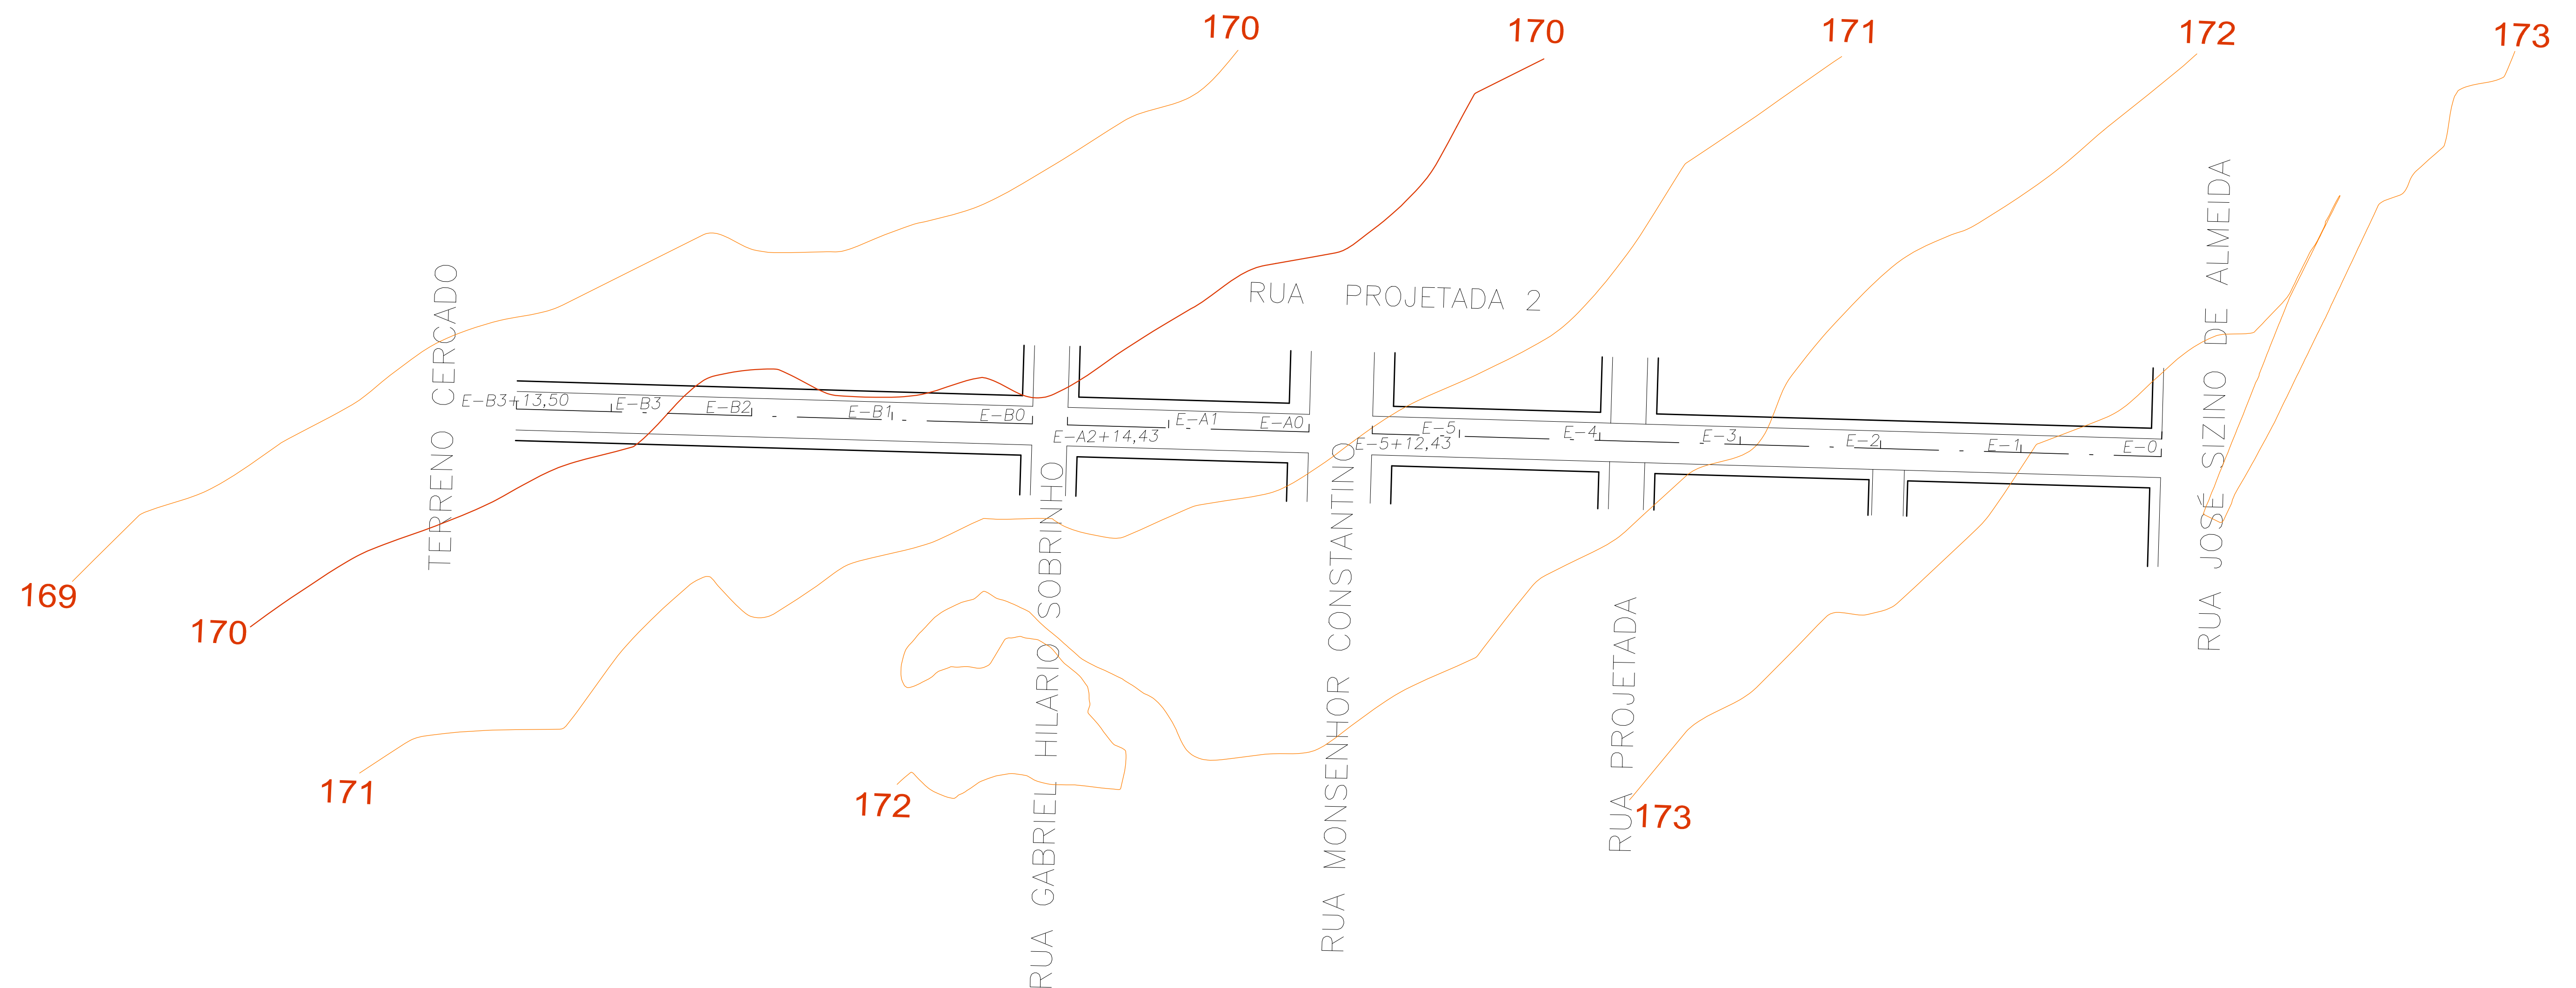 170
170
171
172
173
RUA PROJETADA 2
E-B3+13,50
E-B3
E-B2
E-B1
E-B0
E-A2+14,43
E-A1
E-A0
E-5+12,43
E-5
E-4
E-3
E-2
E-1
E-0
TERRENO CERCADO
RUA GABRIEL HILARIO SOBRINHO
RUA MONSENHOR CONSTANTINO
RUA PROJETADA
RUA JOSÉ SIZINO DE ALMEIDA
169
170
171
172
173